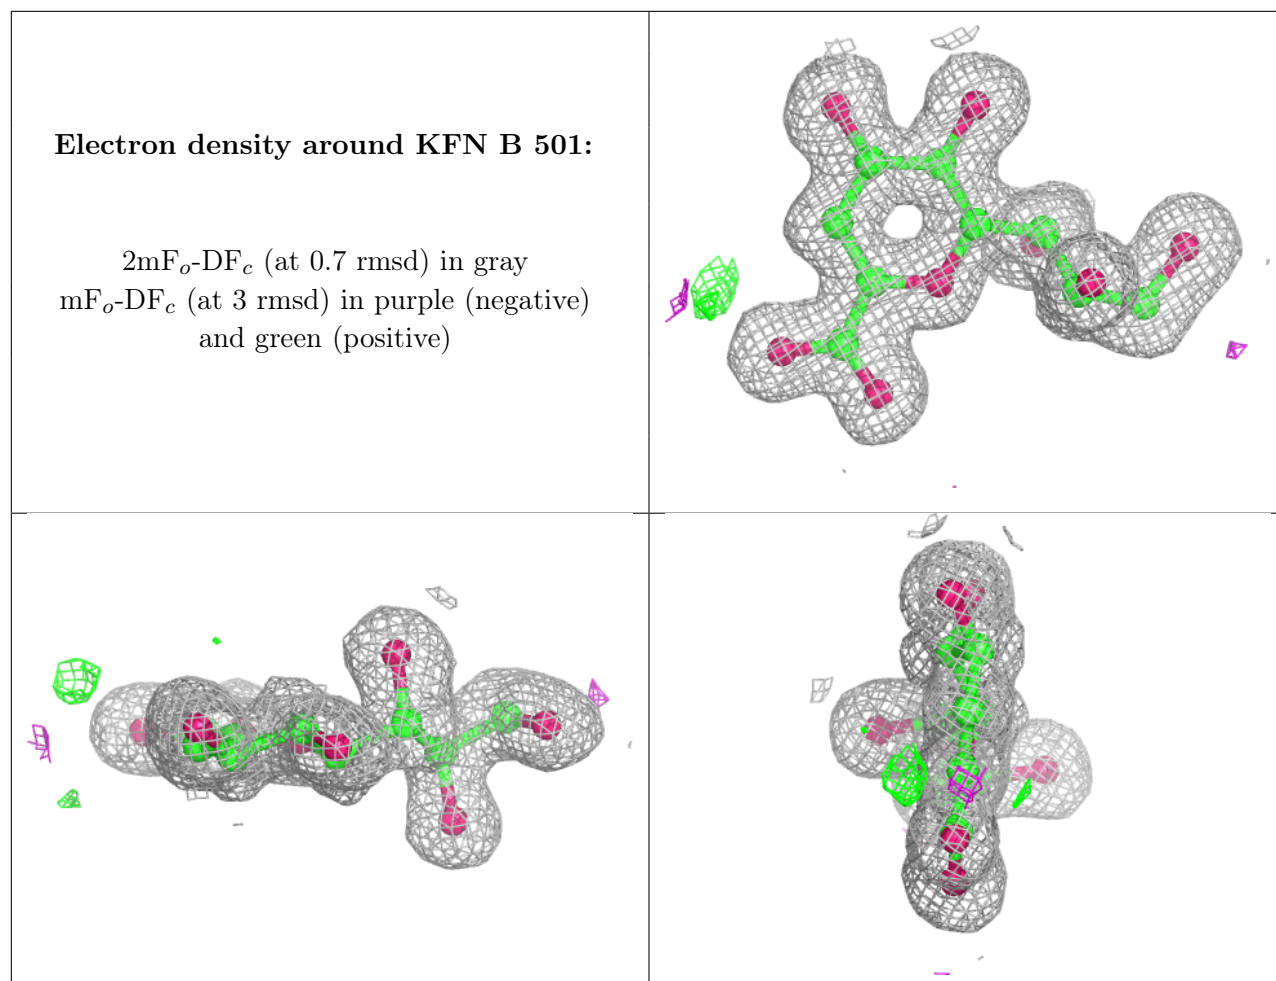 Electron density around KFN B 501:
2mFₒ-DF𝒸 (at 0.7 rmsd) in gray
mFₒ-DF𝒸 (at 3 rmsd) in purple (negative)
and green (positive)